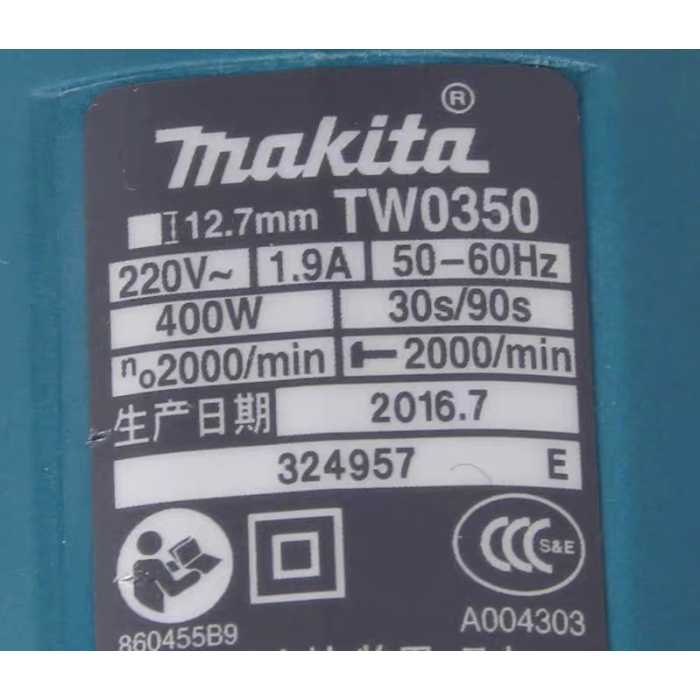 makita®
12.7mm TW0350
220V~ 1.9A 50-60Hz
400W 30s/90s
no2000/min 2000/min
生产日期 2016.7
324957 E
CCC S&E
860455B9 A004303